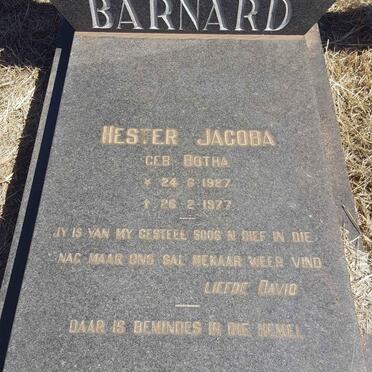 BARNARD
HESTER JACOBA
GEB BOTHA
* 24-6-1927
† 26-2-1977
JY IS VAN MY GESTEEL SOOS N DIEF IN DIE
NAG MAAR ONS SAL MEKAAR WEER VIND
LIEFDE DAVID
DAAR IS BEMINDES IN DIE HEMEL